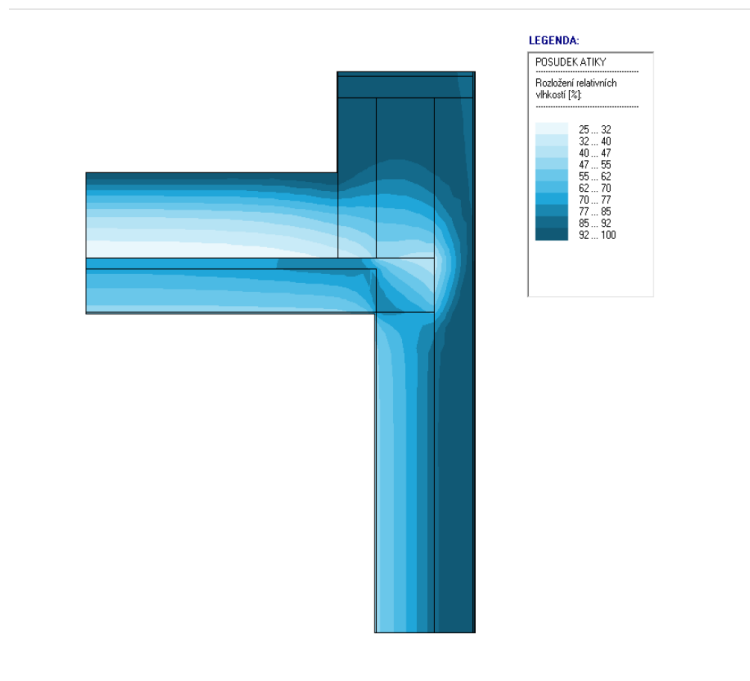 LEGENDA:
POSUDEK ATIKY
Rozložení relativních
vlhkostí [%]:
25 ... 32
32 ... 40
40 ... 47
47 ... 55
55 ... 62
62 ... 70
70 ... 77
77 ... 85
85 ... 92
92 ... 100